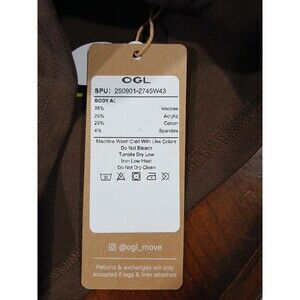 OGL
SPU: 250901-2745W43
BODY A:
38% Viscose
29% Acrylic
29% Cotton
4% Spandex
Machine Wash Cold With Like Colors
Do Not Bleach
Tumble Dry Low
Iron Low Heat
Do Not Dry Clean
@ogl_move
Returns & exchanges will only
accepted if tags & liner attached